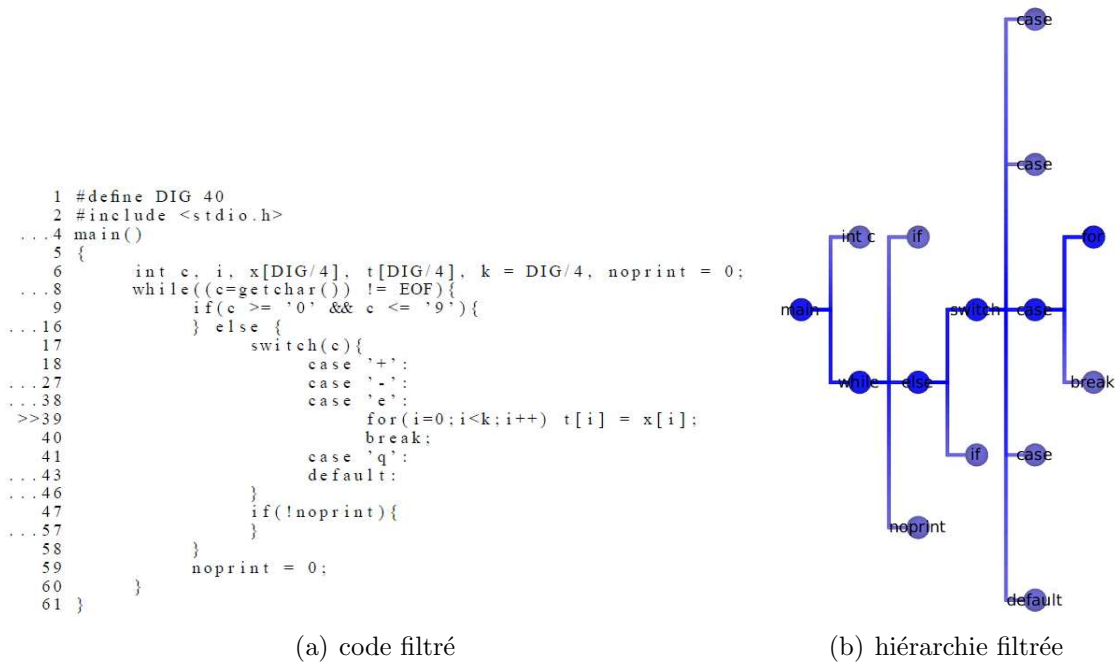 case
case
1 #define DIG 40
2 #include <stdio.h>
...4 main()
5 {
6 int c, i, x[DIG/4], t[DIG/4], k = DIG/4, noprint = 0;
...8 while((c=getchar()) != EOF){
9 if(c >= '0' && c <= '9'){
...16 } else {
17 switch(c){
18 case '+':
...27 case '-':
...38 case 'e':
>>39 for(i=0;i<k;i++) t[i] = x[i];
40 break;
41 case 'q':
...43 default:
...46 }
47 if(!noprint){
...57 }
58 }
59 noprint = 0;
60 }
61 }
int c
if
for
main
switch
case
while
else
break
if
case
noprint
default
(a) code filtré
(b) hiérarchie filtrée